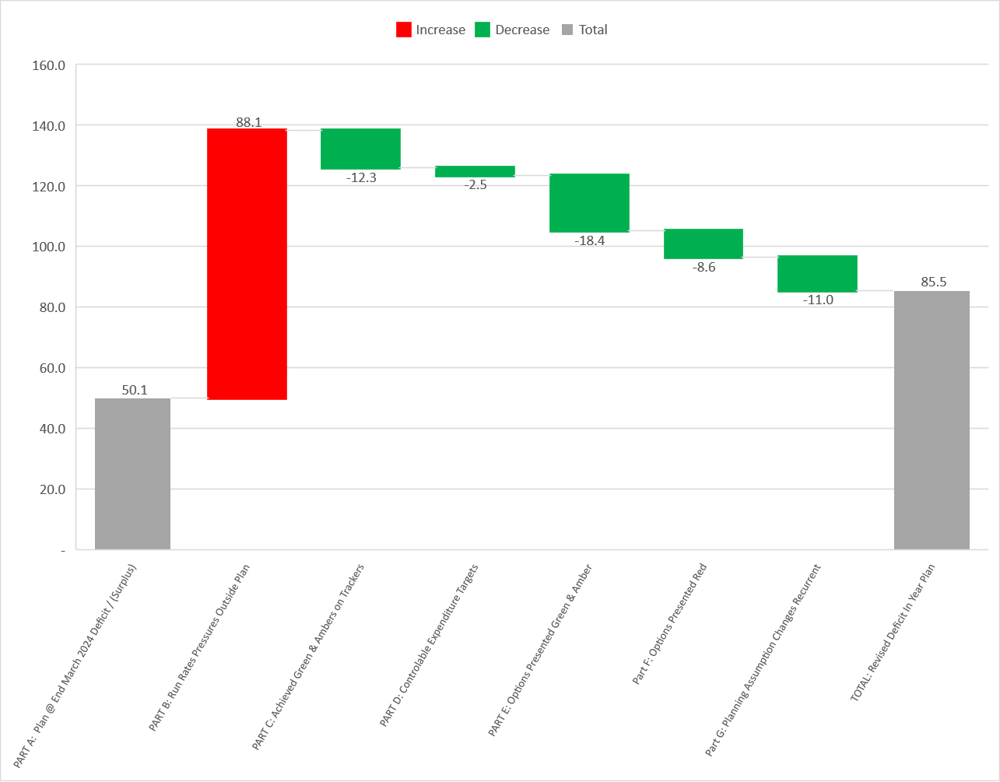 Increase Decrease Total
160.0
140.0
120.0
100.0
80.0
60.0
40.0
20.0
-
50.1
88.1
-12.3
-2.5
-18.4
-8.6
-11.0
85.5
PART A:  Plan @ End March 2024 Deficit / (Surplus)
PART B: Run Rates Pressures Outside Plan
PART C: Achieved Green & Ambers on Trackers
PART D: Controlable Expenditure Targets
PART E: Options Presented Green & Amber
Part F: Options Presented Red
Part G: Planning Assumption Changes Recurrent
TOTAL: Revised Deficit In Year Plan